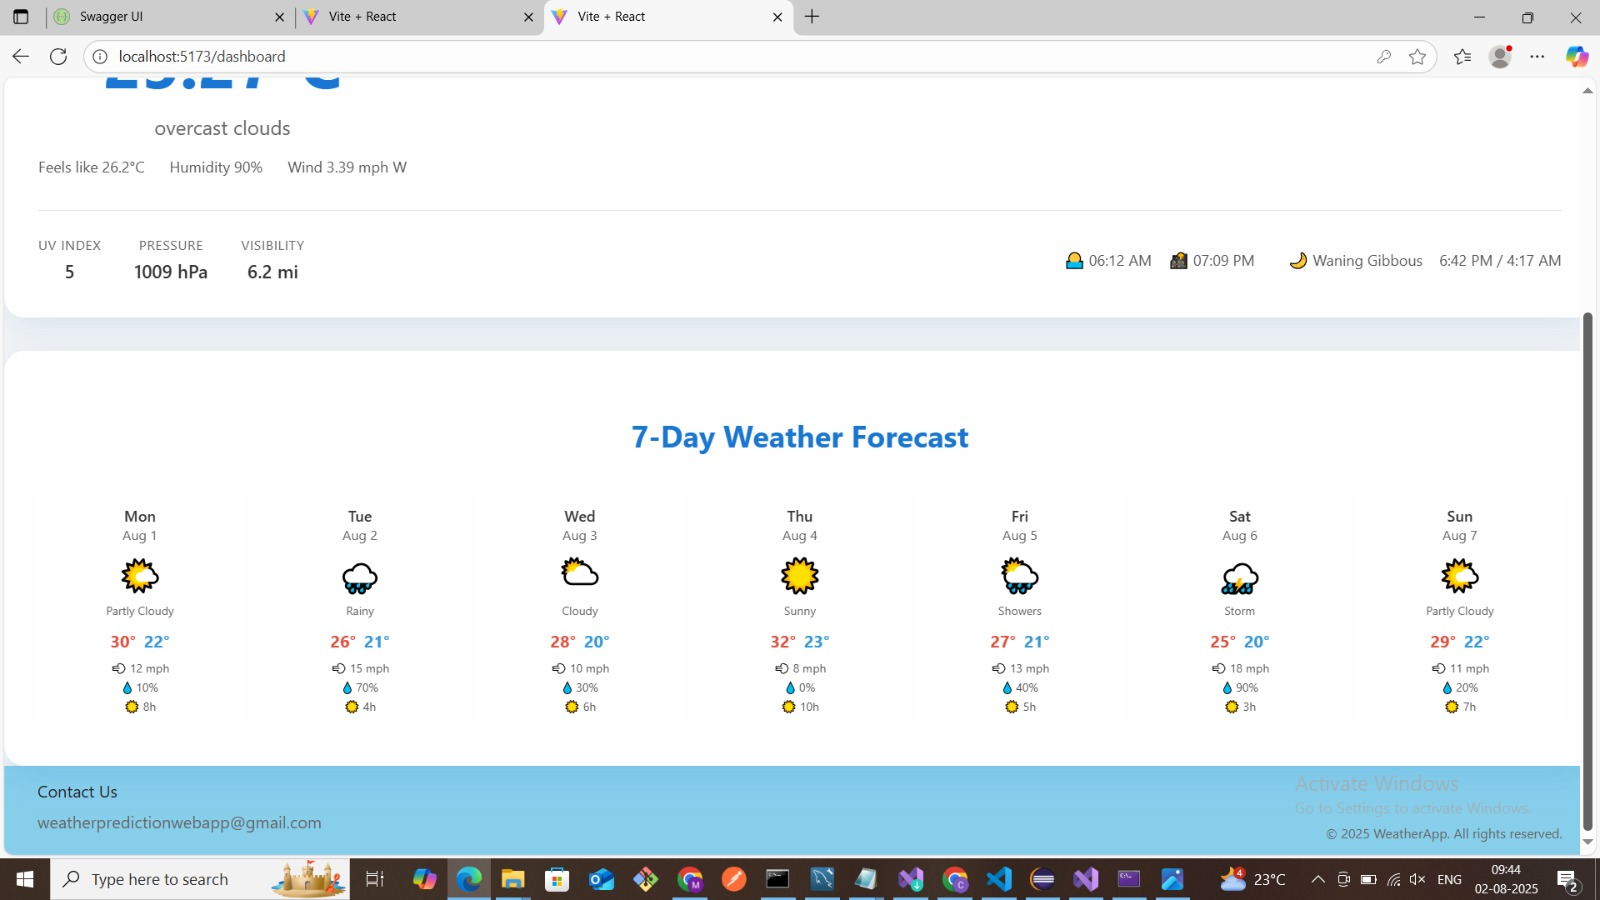 Swagger UI
Vite + React
Vite + React
localhost:5173/dashboard
overcast clouds
Feels like 26.2°C Humidity 90% Wind 3.39 mph W
UV INDEX PRESSURE VISIBILITY
5 1009 hPa 6.2 mi
06:12 AM 07:09 PM Waning Gibbous 6:42 PM / 4:17 AM
7-Day Weather Forecast
Mon Tue Wed Thu Fri Sat Sun
Aug 1 Aug 2 Aug 3 Aug 4 Aug 5 Aug 6 Aug 7
Partly Cloudy Rainy Cloudy Sunny Showers Storm Partly Cloudy
30° 22° 26° 21° 28° 20° 32° 23° 27° 21° 25° 20° 29° 22°
12 mph 15 mph 10 mph 8 mph 13 mph 18 mph 11 mph
10% 70% 30% 0% 40% 90% 20%
8h 4h 6h 10h 5h 3h 7h
Contact Us
weatherpredictionwebapp@gmail.com
Activate Windows
Go to Settings to activate Windows.
© 2025 WeatherApp. All rights reserved.
Type here to search
4
23°C
ENG
09:44
02-08-2025
2